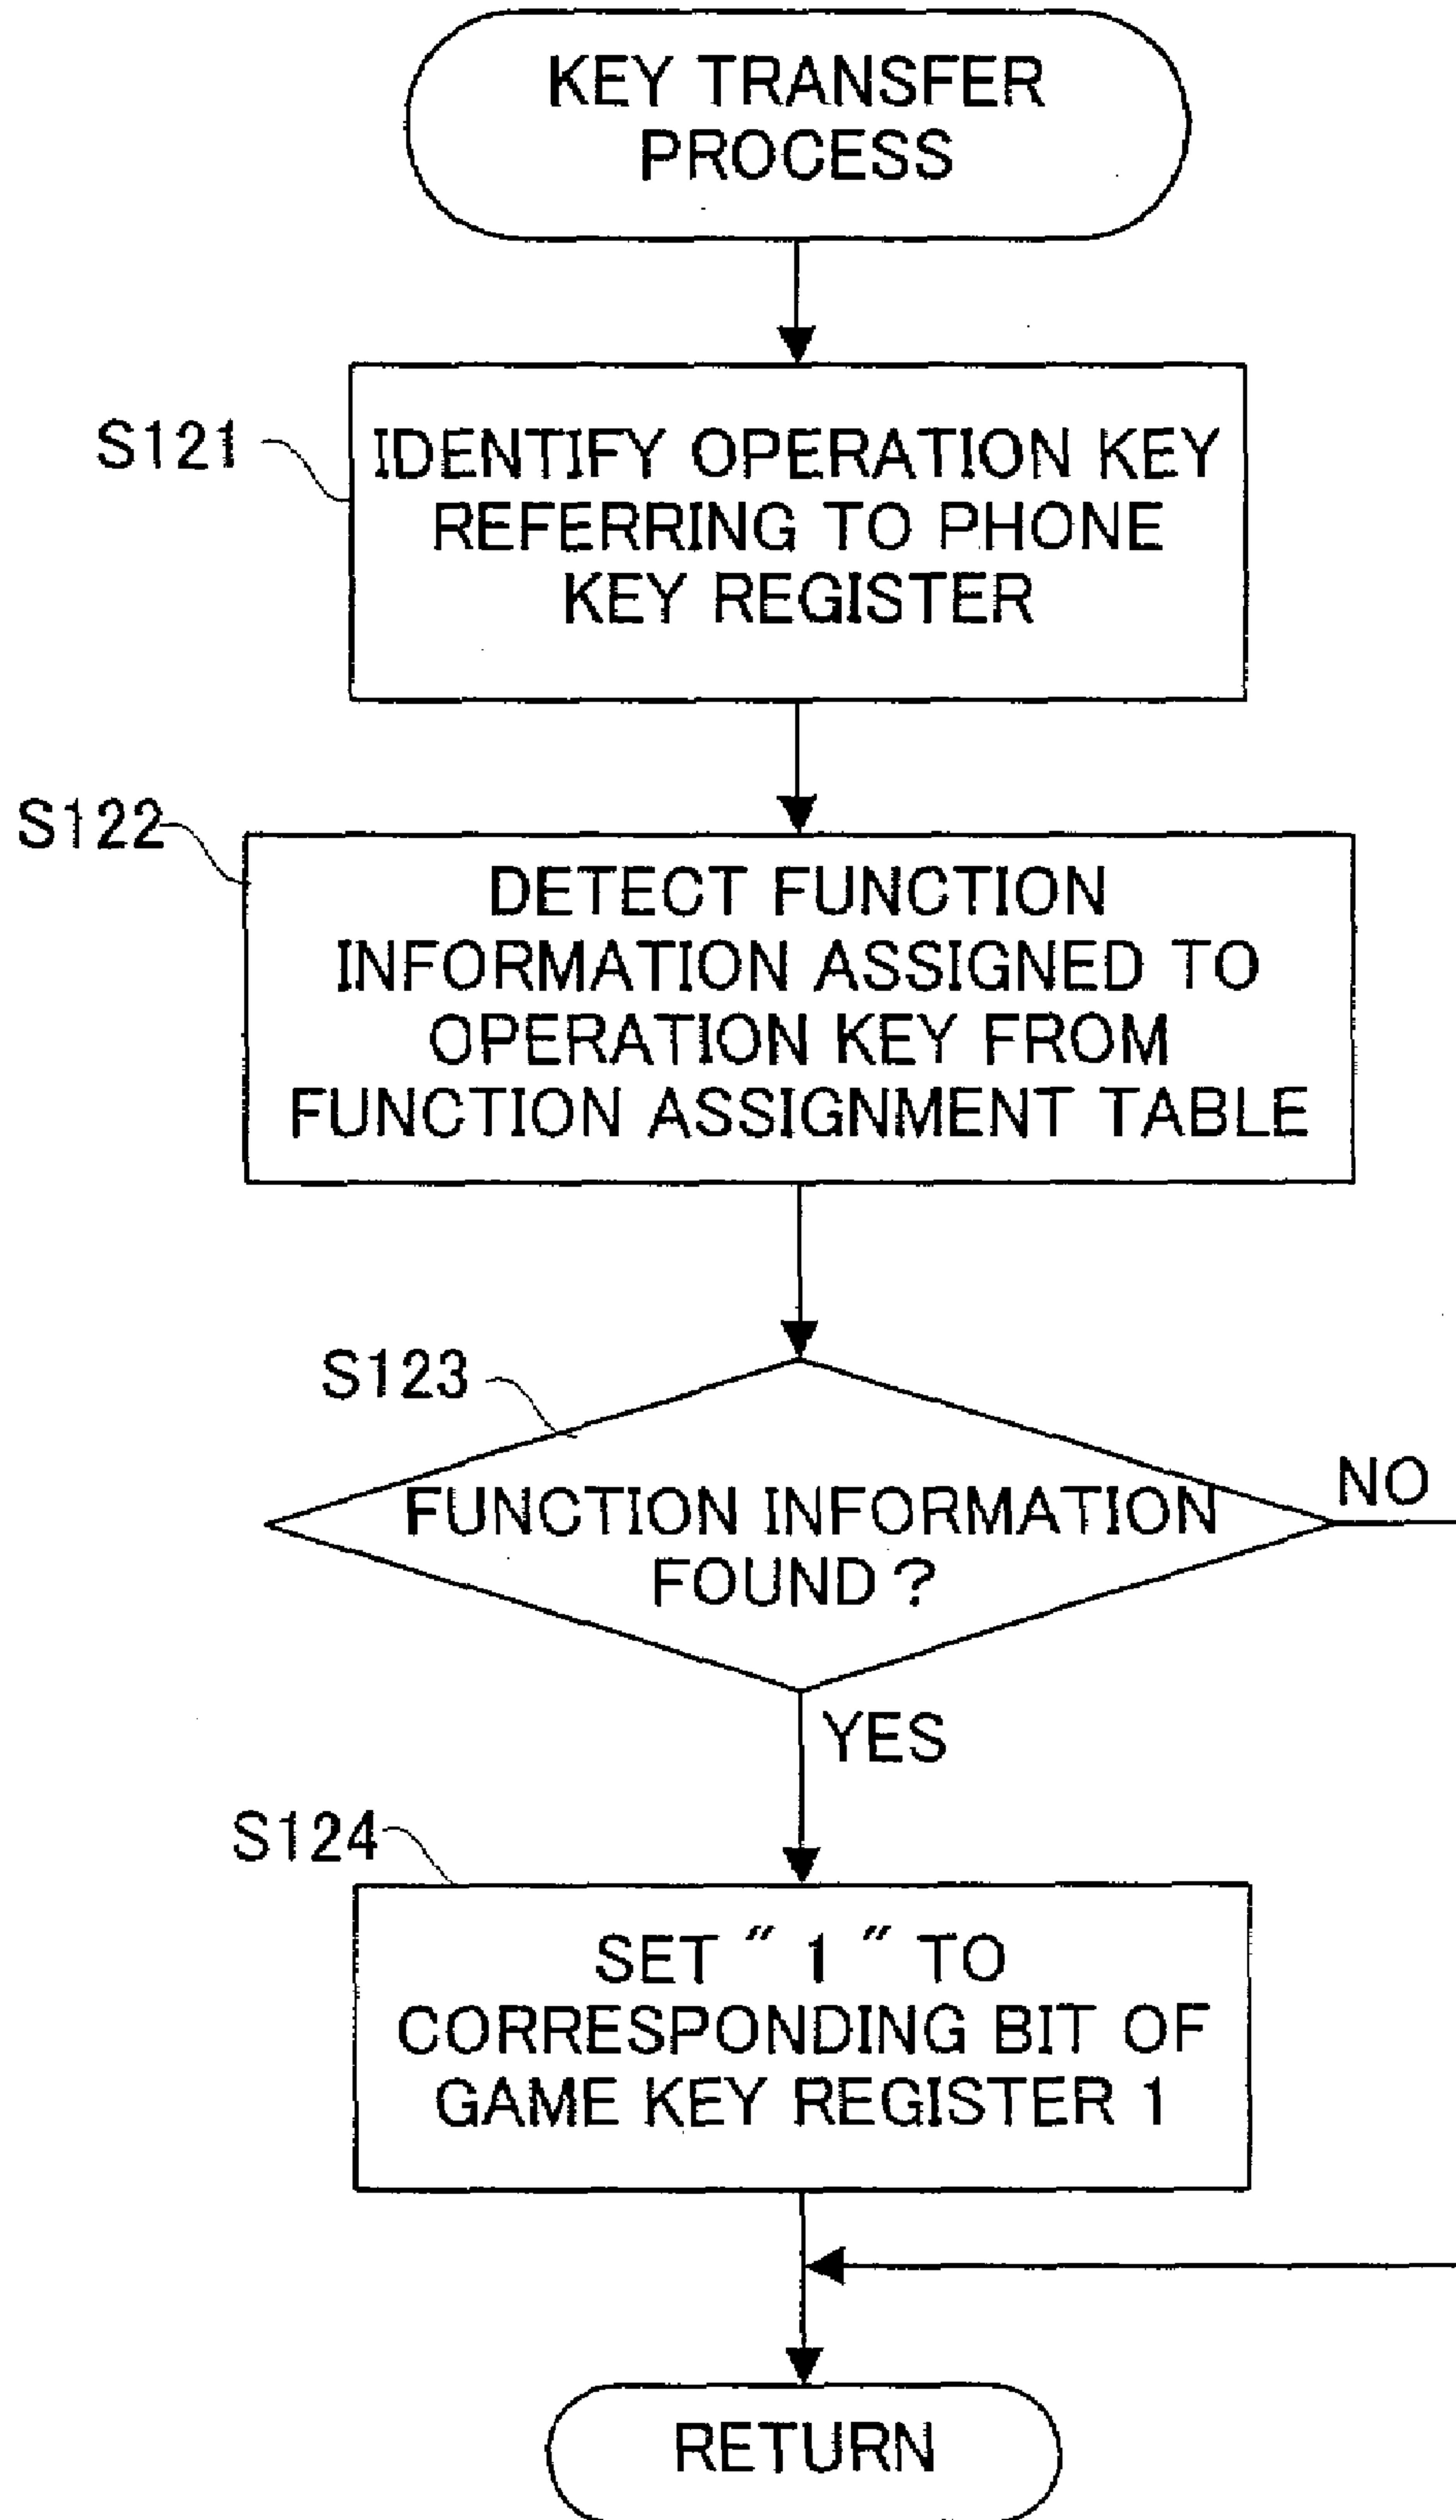 KEY TRANSFER
PROCESS
S121
IDENTIFY OPERATION KEY
REFERRING TO PHONE
KEY REGISTER
S122
DETECT FUNCTION
INFORMATION ASSIGNED TO
OPERATION KEY FROM
FUNCTION ASSIGNMENT TABLE
S123
FUNCTION INFORMATION
FOUND?
NO
YES
S124
SET "1" TO
CORRESPONDING BIT OF
GAME KEY REGISTER 1
RETURN